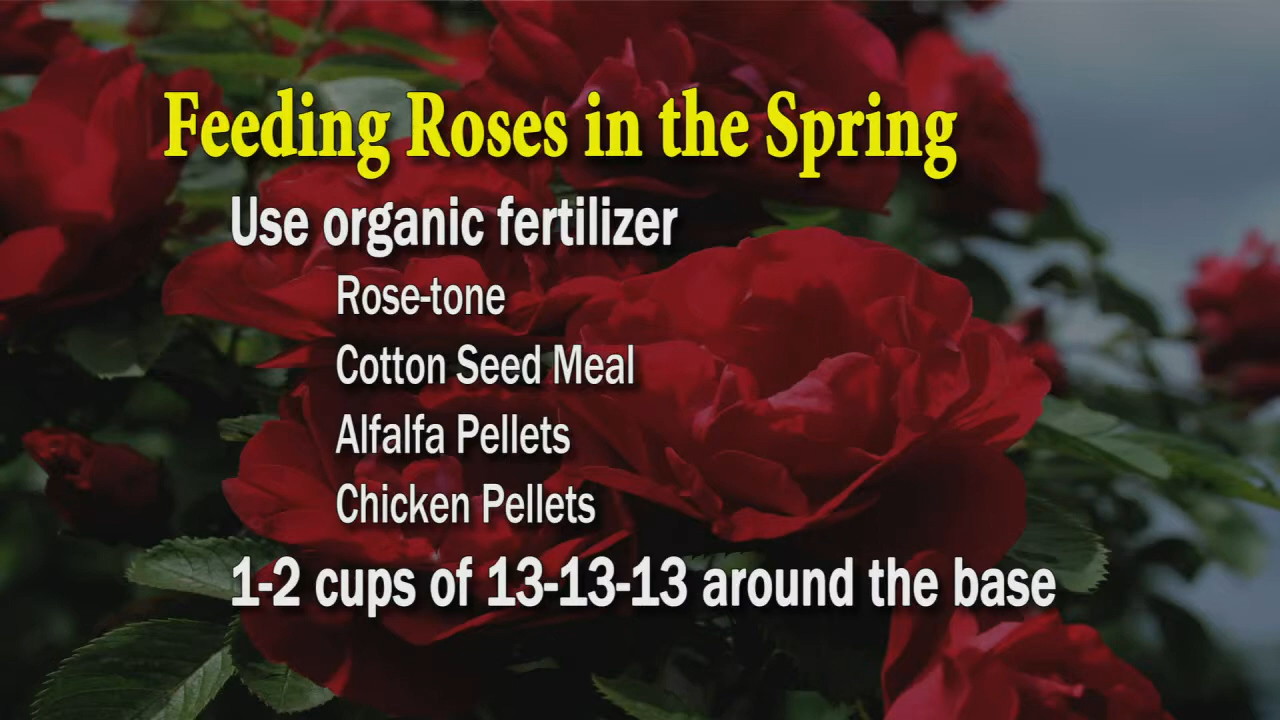 Feeding Roses in the Spring
Use organic fertilizer
Rose-tone
Cotton Seed Meal
Alfalfa Pellets
Chicken Pellets
1-2 cups of 13-13-13 around the base